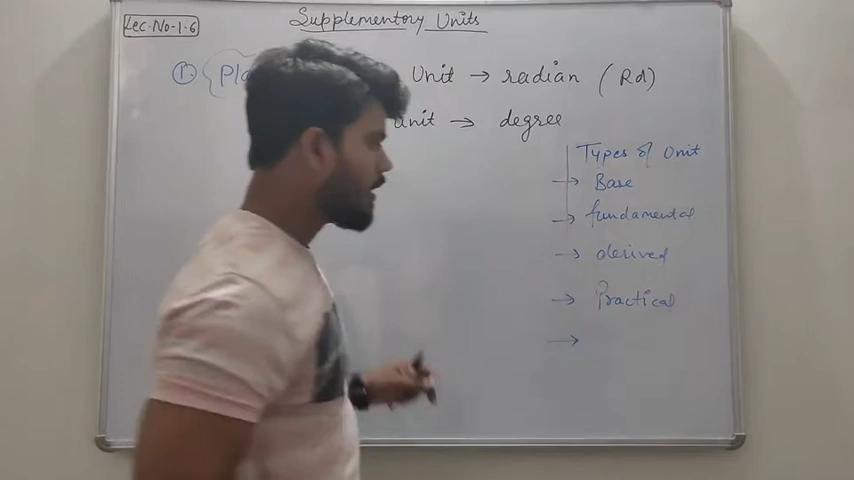 Lec.No-1.6
Supplementory Units
1. Unit → radian (Rd)
unit → degree
Types of Unit
→ Base
→ fundamental
→ derived
→ Practical
→